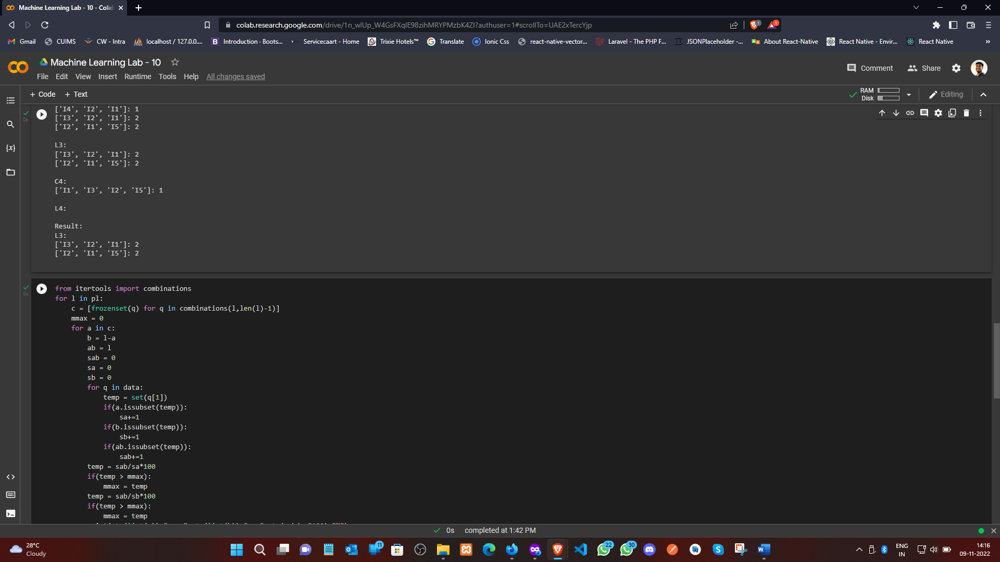 Machine Learning Lab - 10 - Cola
colab.research.google.com/drive/1n_wlUp_W4GsFXqlE98zihMRYPMzbK4Zl?authuser=1#scrollTo=UAE2xTercYjp
1 1
Gmail CUIMS CW - Intra localhost / 127.0.0.... Introduction · Boots... Servicecaart - Home Trixie Hotels™ Translate Ionic Css react-native-vector... Laravel - The PHP F... JSONPlaceholder -... About React-Native React Native - Envir... React Native »
Machine Learning Lab - 10
Comment Share
File Edit View Insert Runtime Tools Help All changes saved
+ Code + Text
RAM
Disk
Editing
['I4', 'I2', 'I1']: 1
['I3', 'I2', 'I1']: 2
['I2', 'I1', 'I5']: 2
0s
L3:
['I3', 'I2', 'I1']: 2
['I2', 'I1', 'I5']: 2
C4:
['I1', 'I3', 'I2', 'I5']: 1
L4:
Result:
L3:
['I3', 'I2', 'I1']: 2
['I2', 'I1', 'I5']: 2
0s
from itertools import combinations
for l in pl:
    c = [frozenset(q) for q in combinations(l,len(l)-1)]
    mmax = 0
    for a in c:
        b = l-a
        ab = l
        sab = 0
        sa = 0
        sb = 0
        for q in data:
            temp = set(q[1])
            if(a.issubset(temp)):
                sa+=1
            if(b.issubset(temp)):
                sb+=1
            if(ab.issubset(temp)):
                sab+=1
        temp = sab/sa*100
        if(temp > mmax):
            mmax = temp
        temp = sab/sb*100
        if(temp > mmax):
            mmax = temp
0s completed at 1:42 PM
28°C
Cloudy
11 22 30
ENG
IN
14:16
09-11-2022